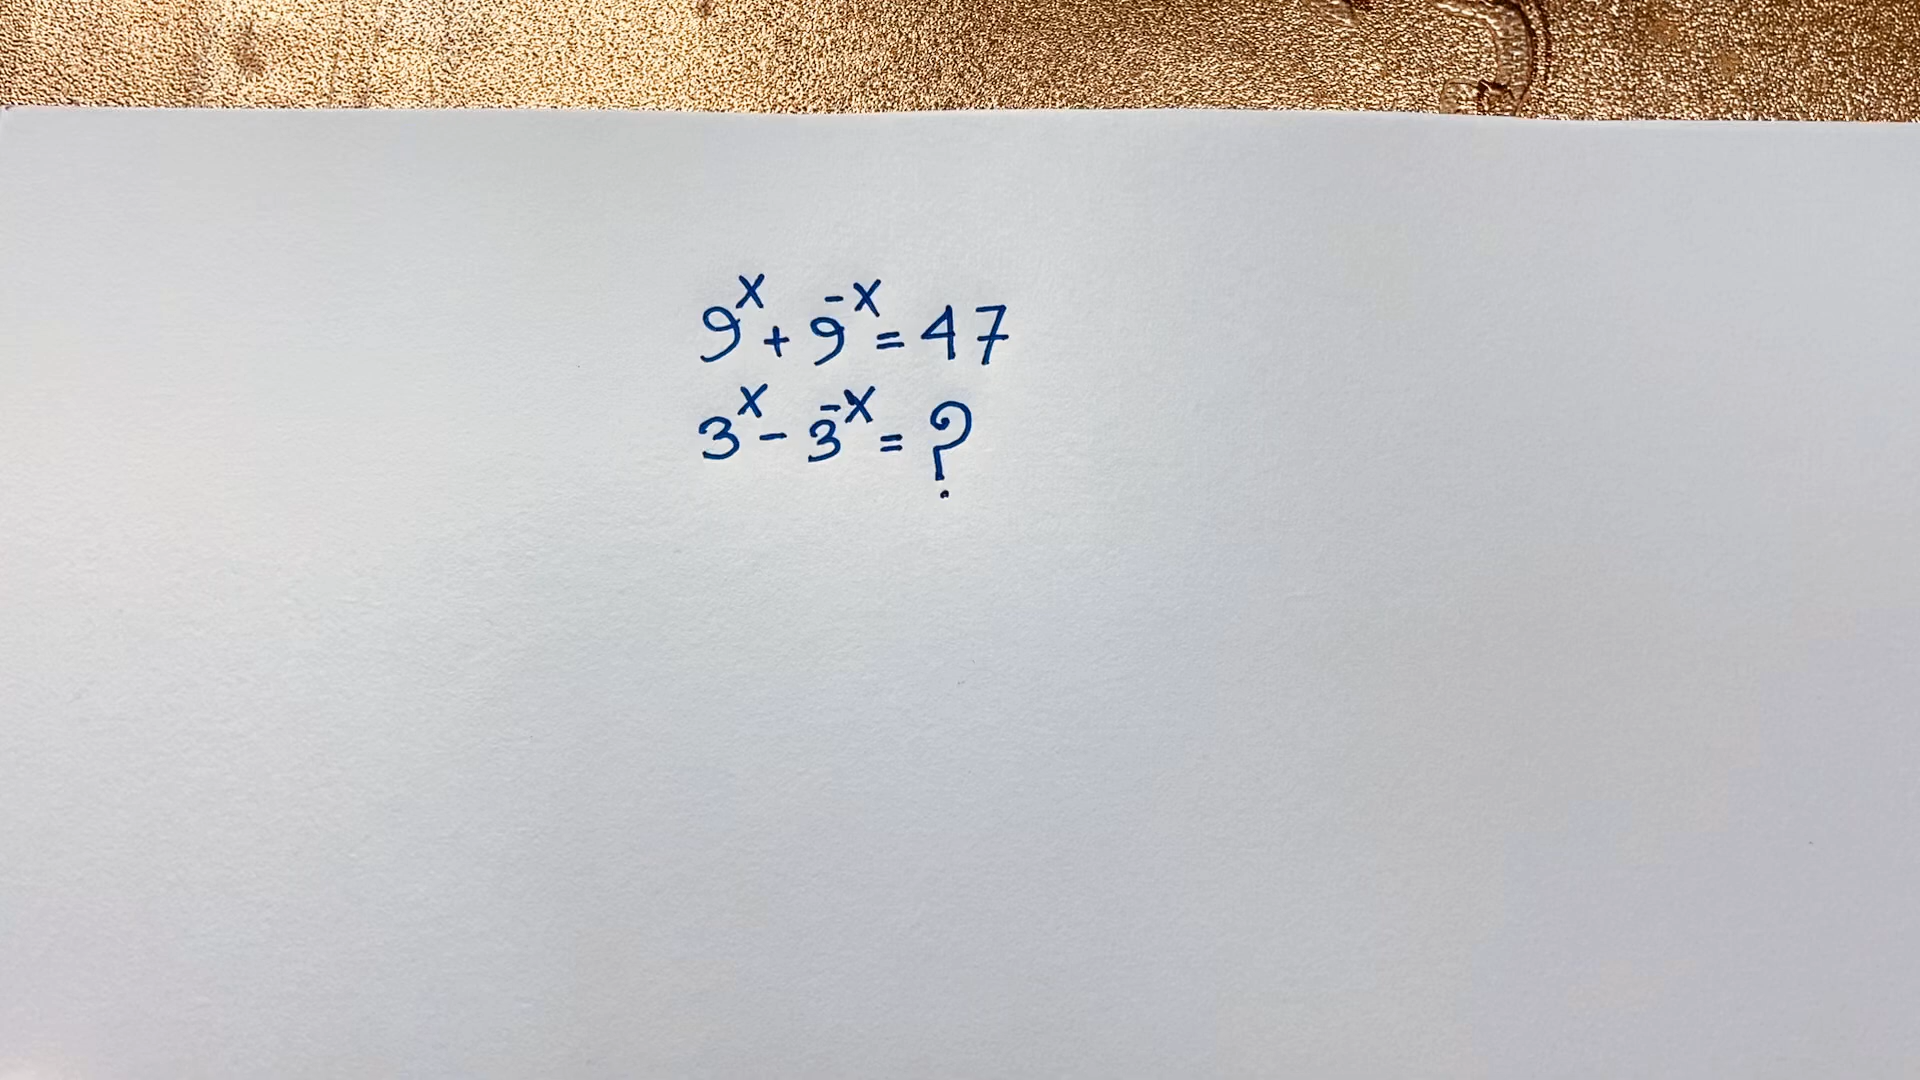 9^x + 9^-x = 47
3^x - 3^-x = ?